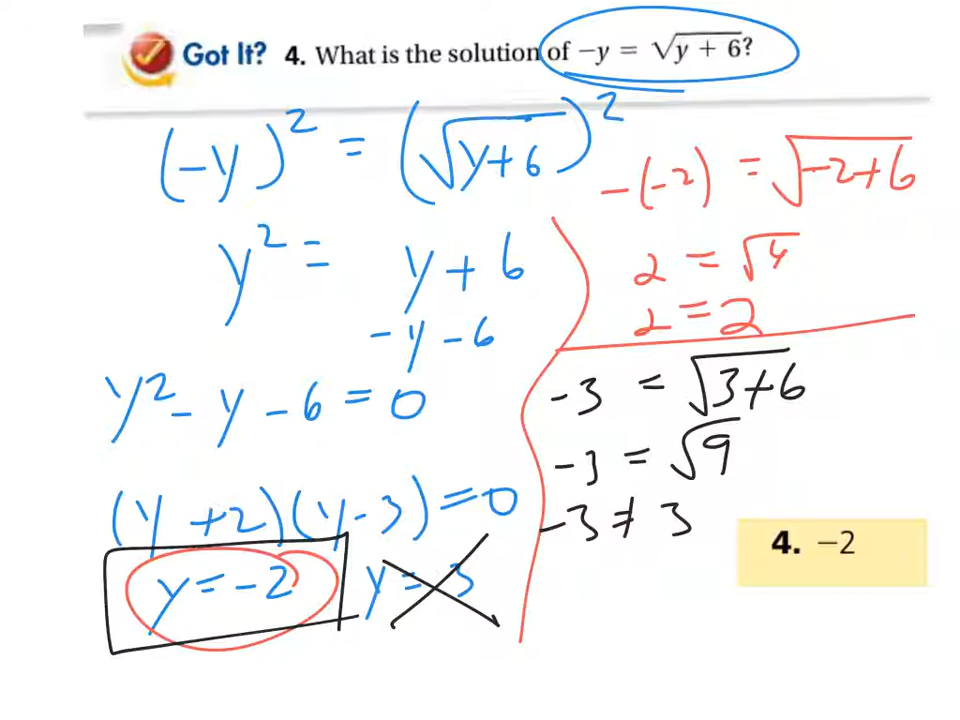 Got It? 4. What is the solution of −y = √y + 6?
(-y)² = (√y+6)²
y² = y + 6
- y - 6
y² - y - 6 = 0
(y +2)(y-3) = 0
y = -2 y = 3
-(-2) = √-2+6
2 = √4
2 = 2
-3 = √3+6
-3 = √9
-3 ≠ 3
4. −2